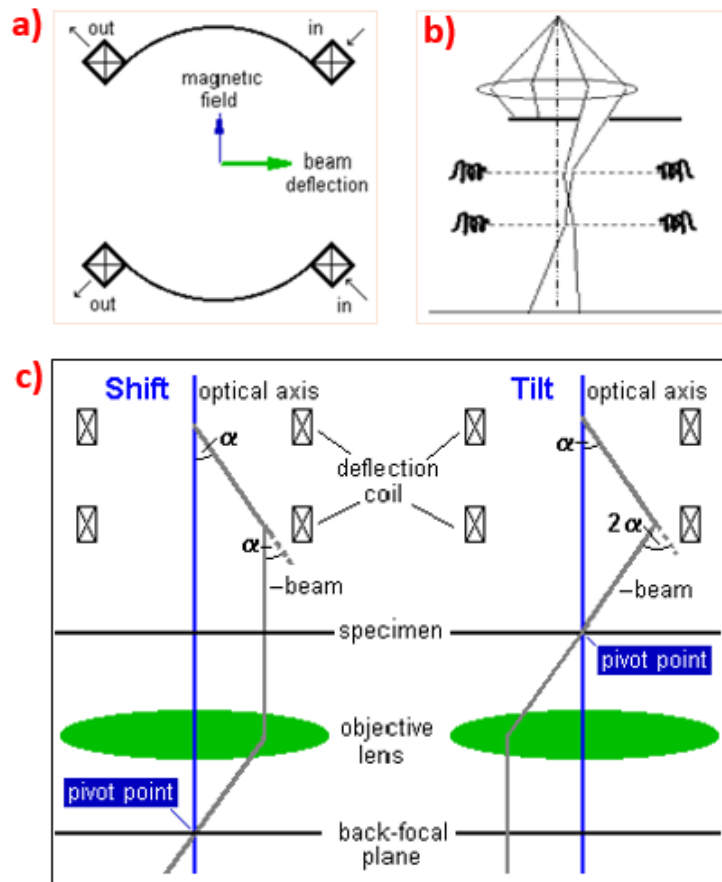 a)
out
in
magnetic
field
beam
deflection
out
in
b)
c)
Shift
optical axis
α
deflection
coil
α
beam
specimen
objective
lens
pivot point
back-focal
plane
Tilt
optical axis
α
2α
beam
pivot point